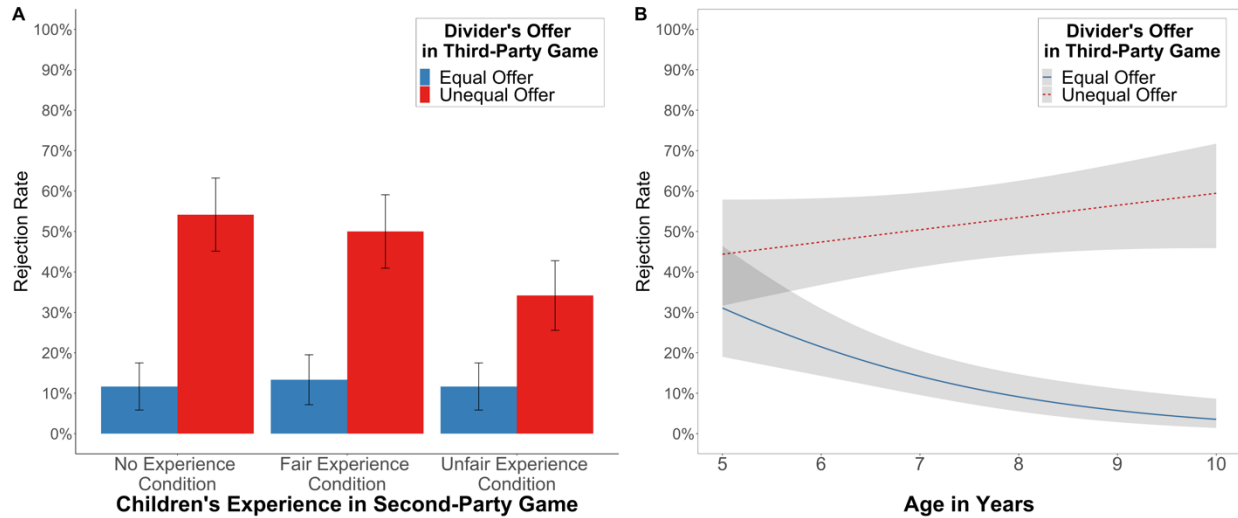 A
100%
90%
80%
70%
60%
50%
40%
30%
20%
10%
0%
Rejection Rate
Divider's Offer
in Third-Party Game
Equal Offer
Unequal Offer
No Experience
Condition
Fair Experience
Condition
Unfair Experience
Condition
Children's Experience in Second-Party Game
B
100%
90%
80%
70%
60%
50%
40%
30%
20%
10%
0%
Rejection Rate
Divider's Offer
in Third-Party Game
Equal Offer
Unequal Offer
5 6 7 8 9 10
Age in Years